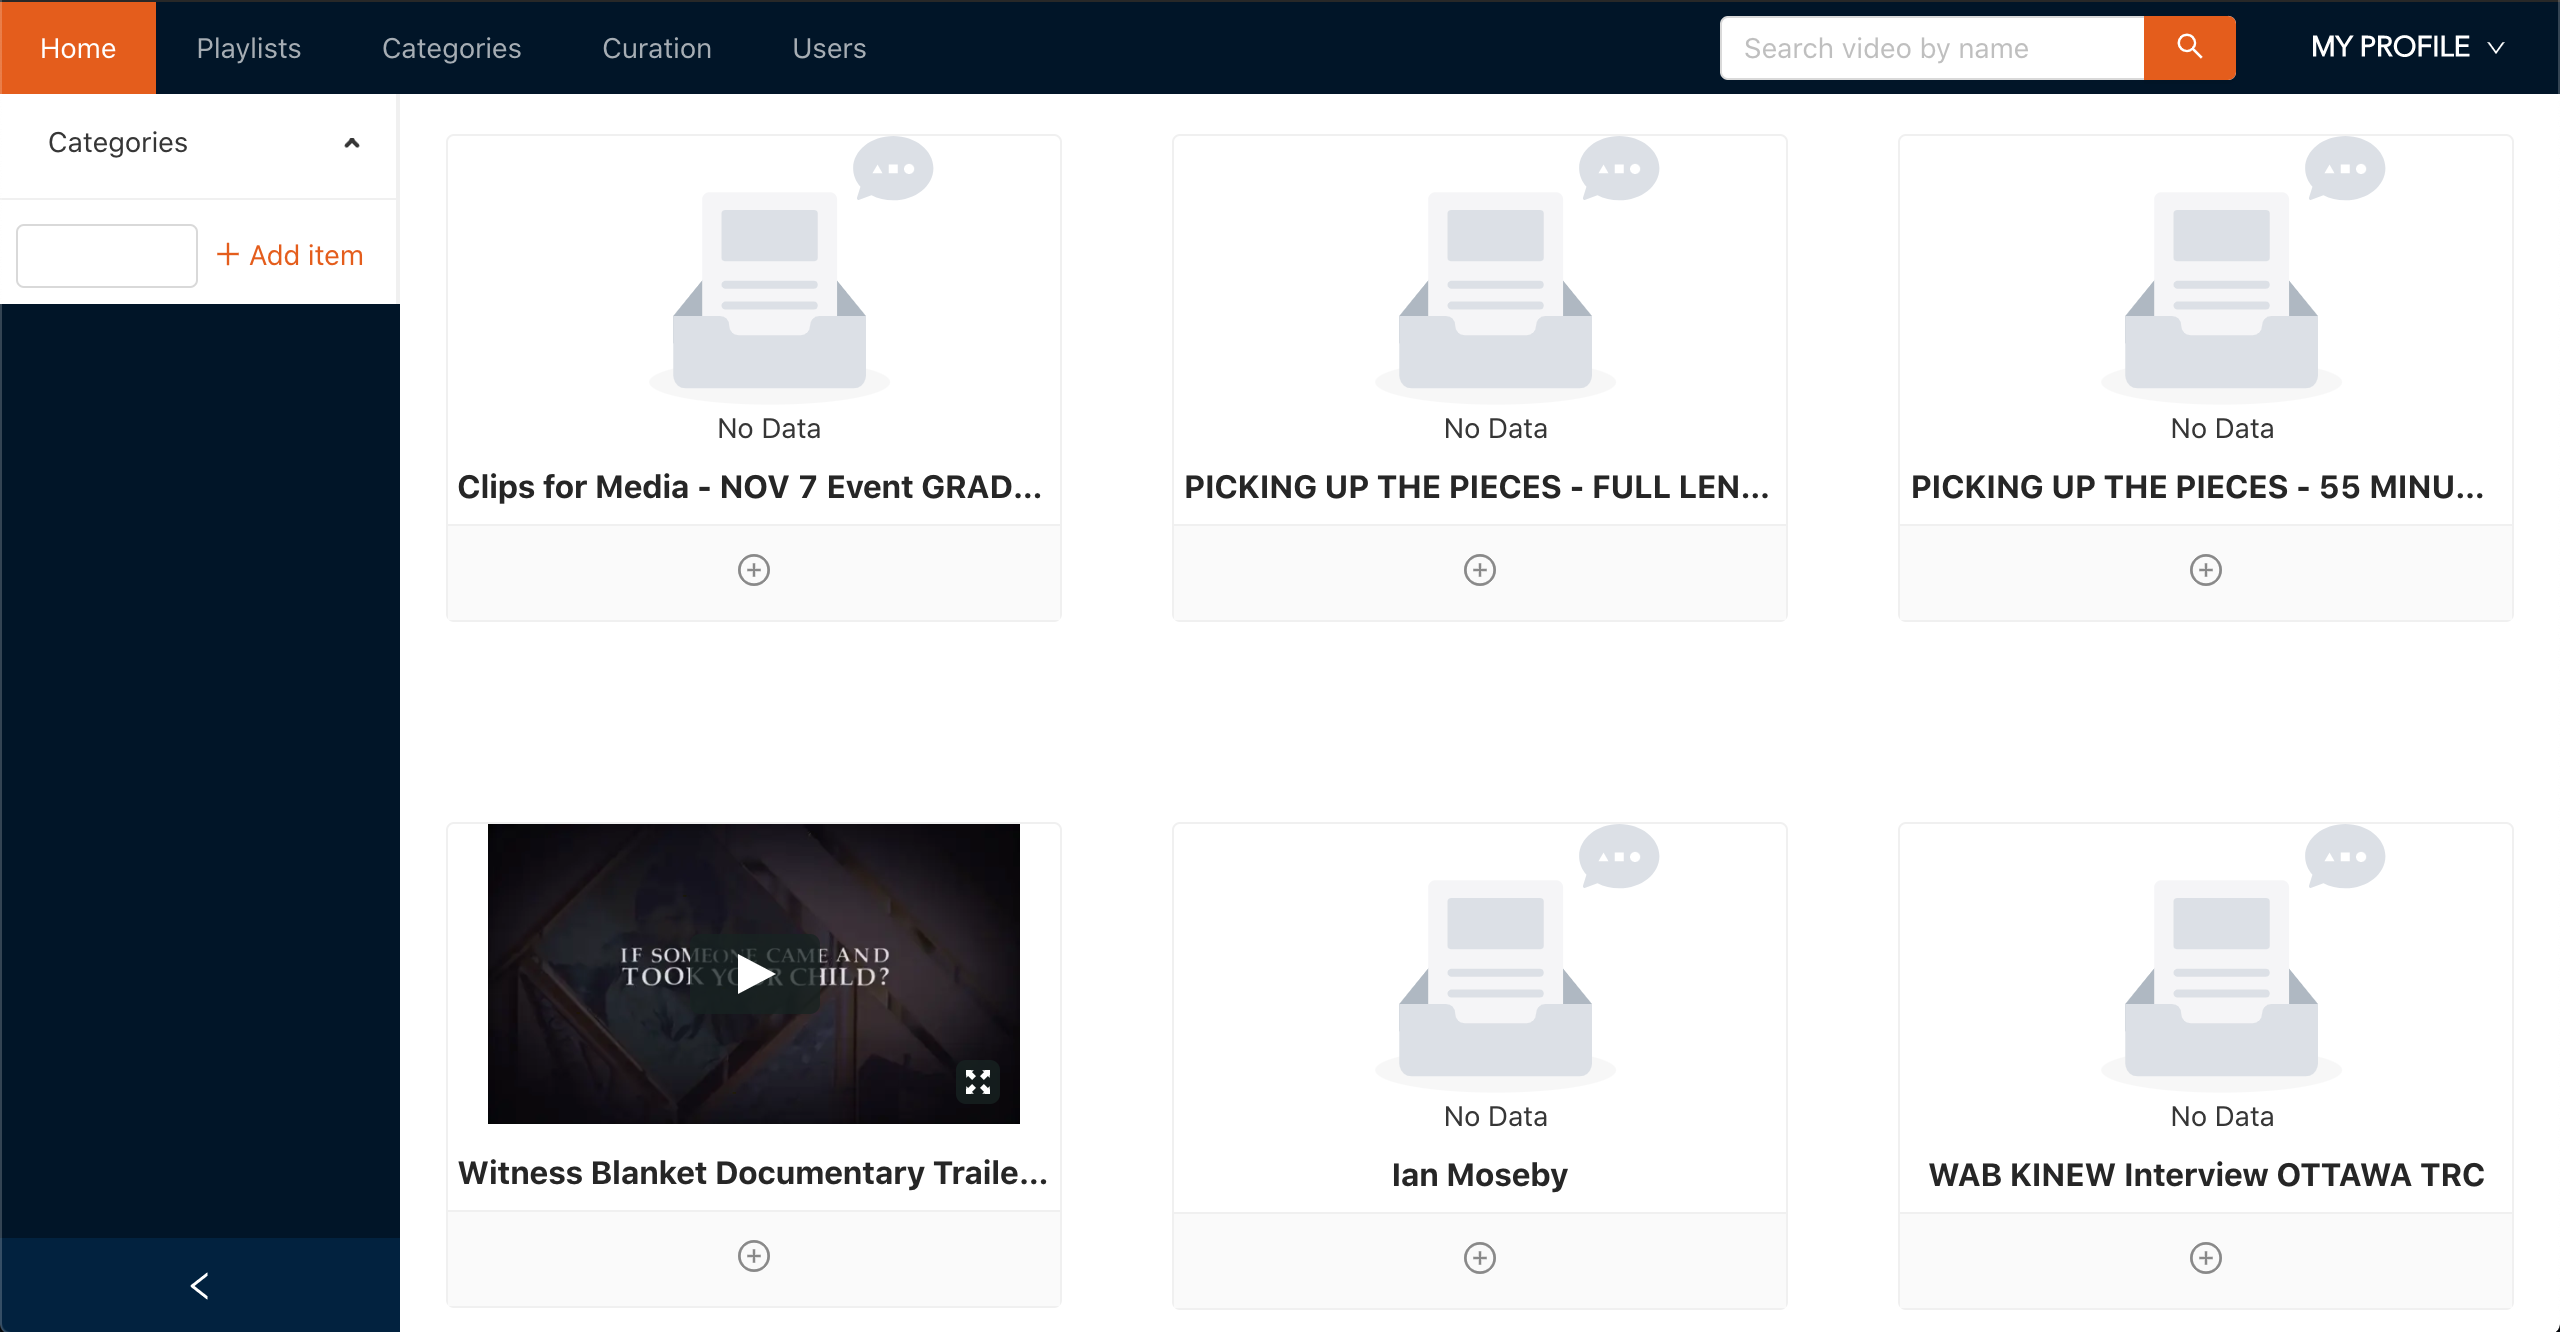 Home
Playlists
Categories
Curation
Users
Search video by name
MY PROFILE
Categories
+ Add item
No Data
Clips for Media - NOV 7 Event GRAD...
No Data
PICKING UP THE PIECES - FULL LEN...
No Data
PICKING UP THE PIECES - 55 MINU...
IF SOMEONE CAME AND
TOOK YOUR CHILD?
Witness Blanket Documentary Traile...
No Data
Ian Moseby
No Data
WAB KINEW Interview OTTAWA TRC